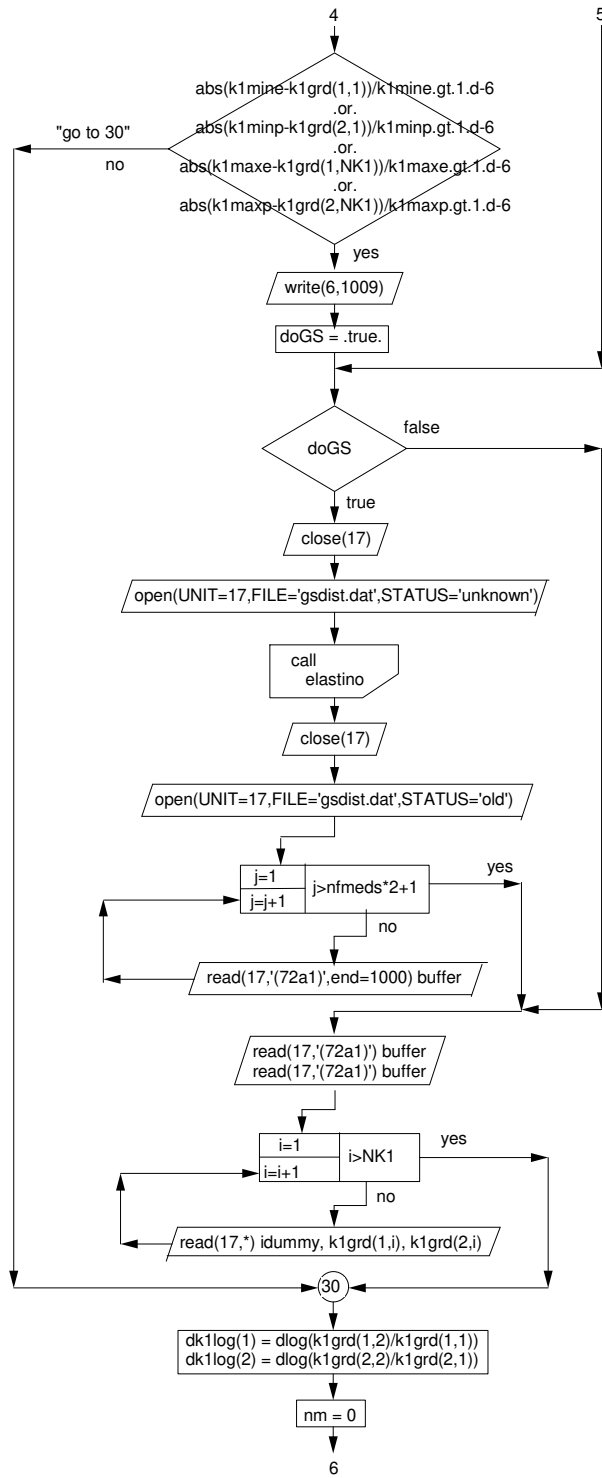 4
5
abs(k1mine-k1grd(1,1))/k1mine.gt.1.d-6
.or.
abs(k1minp-k1grd(2,1))/k1minp.gt.1.d-6
.or.
abs(k1maxe-k1grd(1,NK1))/k1maxe.gt.1.d-6
.or.
abs(k1maxp-k1grd(2,NK1))/k1maxp.gt.1.d-6
"go to 30"
no
yes
write(6,1009)
doGS = .true.
doGS
false
true
close(17)
open(UNIT=17,FILE='gsdist.dat',STATUS='unknown')
call
elastino
close(17)
open(UNIT=17,FILE='gsdist.dat',STATUS='old')
j=1
j=j+1
j>nfmeds*2+1
yes
no
read(17,'(72a1)',end=1000) buffer
read(17,'(72a1)') buffer
read(17,'(72a1)') buffer
i=1
i=i+1
i>NK1
yes
no
read(17,*) idummy, k1grd(1,i), k1grd(2,i)
30
dk1log(1) = dlog(k1grd(1,2)/k1grd(1,1))
dk1log(2) = dlog(k1grd(2,2)/k1grd(2,1))
nm = 0
6